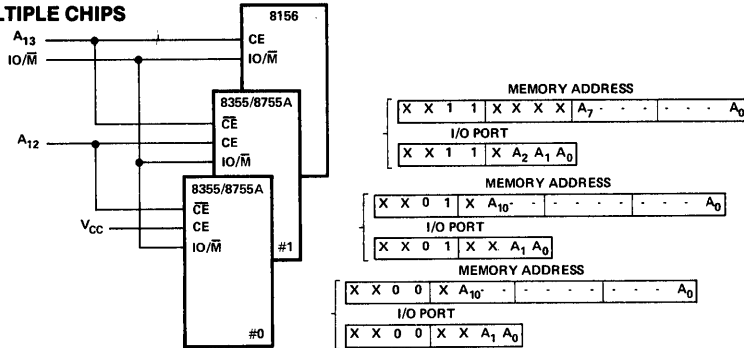 LTIPLE CHIPS
8156
A13
CE
IO/M̅
IO/M̅
8355/8755A
C̅E̅
A12
CE
IO/M̅
8355/8755A
C̅E̅
VCC
CE
IO/M̅
#1
#0
MEMORY ADDRESS
X X 1 1 X X X X A7 - - - - - - A0
I/O PORT
X X 1 1 X A2 A1 A0
MEMORY ADDRESS
X X 0 1 X A10 - - - - - - - - - A0
I/O PORT
X X 0 1 X X A1 A0
MEMORY ADDRESS
X X 0 0 X A10 - - - - - - - - - A0
I/O PORT
X X 0 0 X X A1 A0